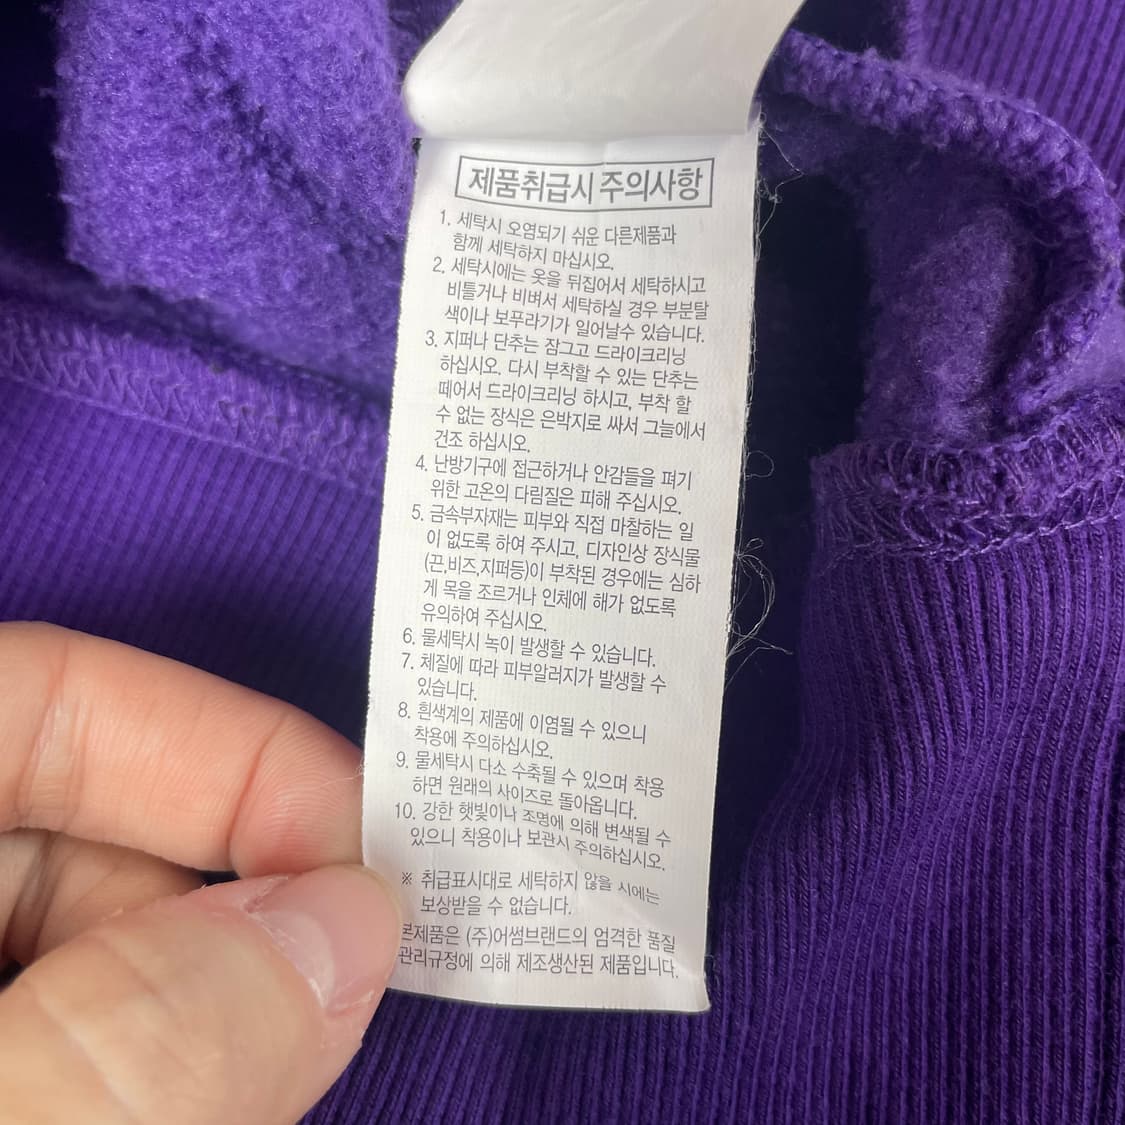 제품취급시 주의사항
1. 세탁시 오염되기 쉬운 다른제품과
함께 세탁하지 마십시오.
2. 세탁시에는 옷을 뒤집어서 세탁하시고
비틀거나 비벼서 세탁하실 경우 부분탈
색이나 보푸라기가 일어날수 있습니다.
3. 지퍼나 단추는 잠그고 드라이크리닝
하십시오. 다시 부착할 수 있는 단추는
떼어서 드라이크리닝 하시고, 부착 할
수 없는 장식은 은박지로 싸서 그늘에서
건조 하십시오.
4. 난방기구에 접근하거나 안감들을 펴기
위한 고온의 다림질은 피해 주십시오.
5. 금속부자재는 피부와 직접 마찰하는 일
이 없도록 하여 주시고, 디자인상 장식물
(끈,비즈,지퍼등)이 부착된 경우에는 심하
게 목을 조르거나 인체에 해가 없도록
유의하여 주십시오.
6. 물세탁시 녹이 발생할 수 있습니다.
7. 체질에 따라 피부알러지가 발생할 수
있습니다.
8. 흰색계의 제품에 이염될 수 있으니
착용에 주의하십시오.
9. 물세탁시 다소 수축될 수 있으며 착용
하면 원래의 사이즈로 돌아옵니다.
10. 강한 햇빛이나 조명에 의해 변색될 수
있으니 착용이나 보관시 주의하십시오.
※ 취급표시대로 세탁하지 않을 시에는
보상받을 수 없습니다.
본제품은 (주)어썸브랜드의 엄격한 품질
관리규정에 의해 제조생산된 제품입니다.